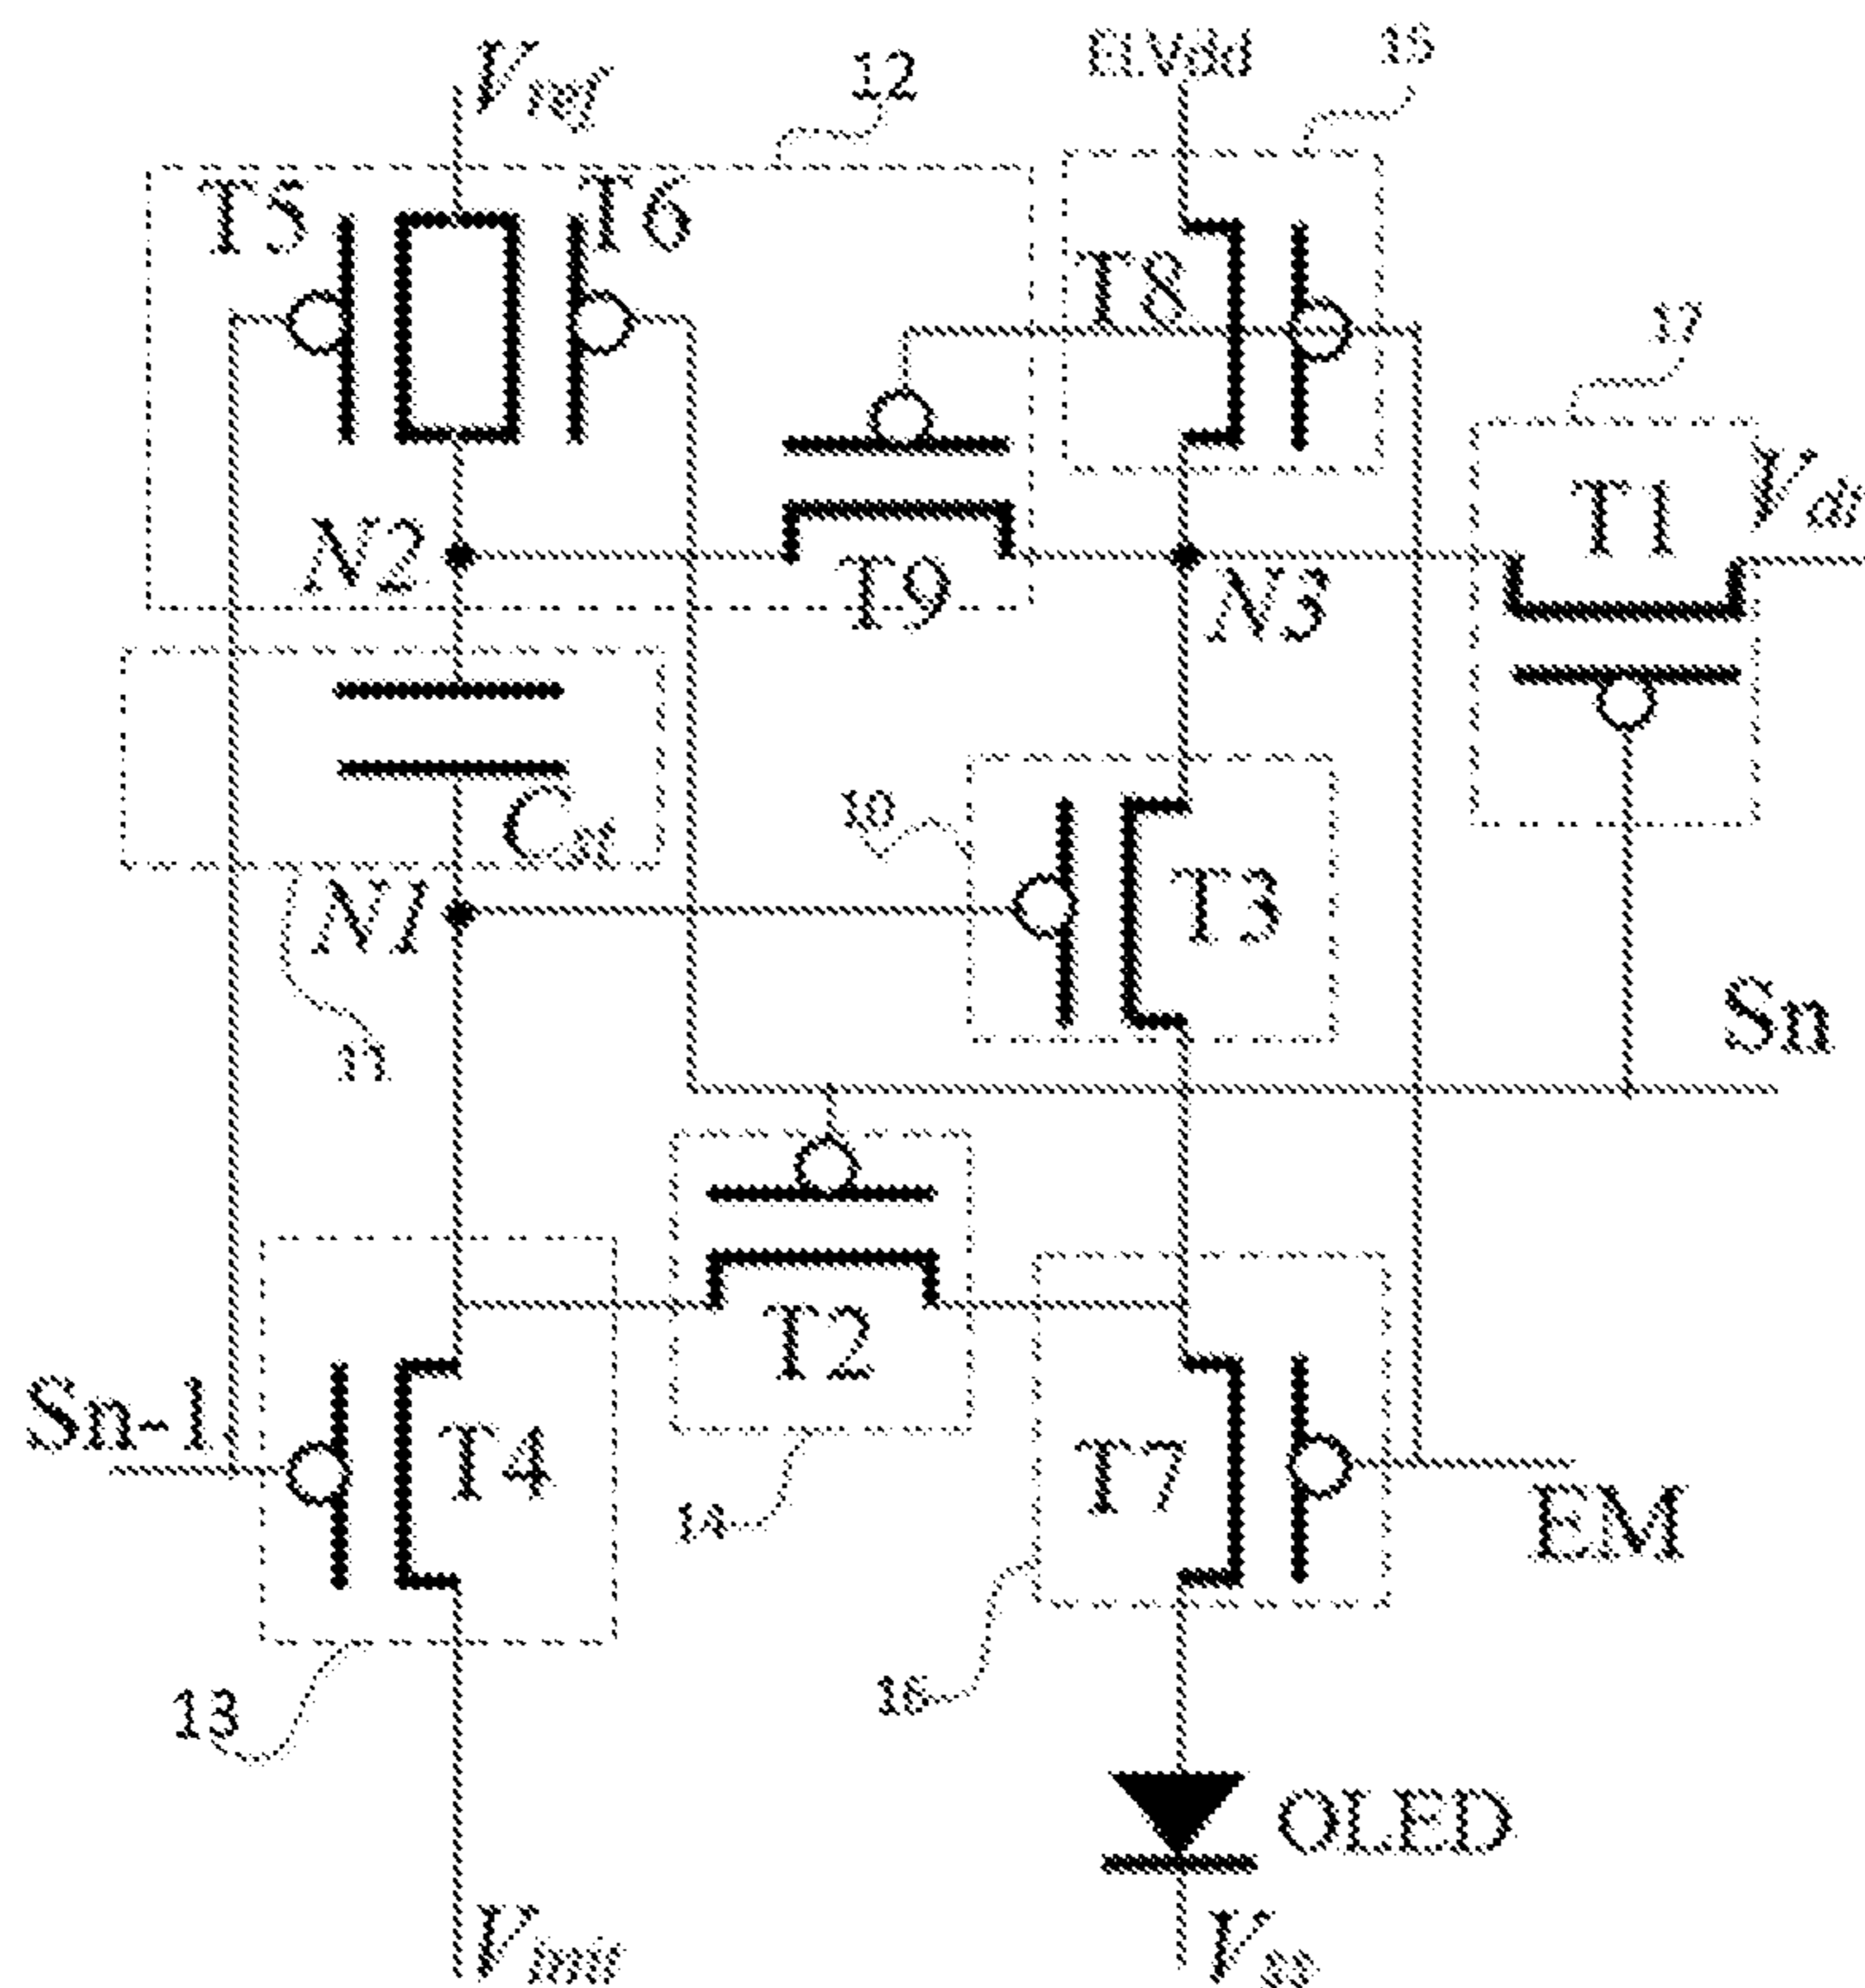 Vref
12
ELVdd
15
T5
T6
T8
17
T1
N2
T9
N3
Cst
10
N1
T3
11
Sn
T2
Sn-1
T4
T7
14
EM
13
16
OLED
Vinit
Vss